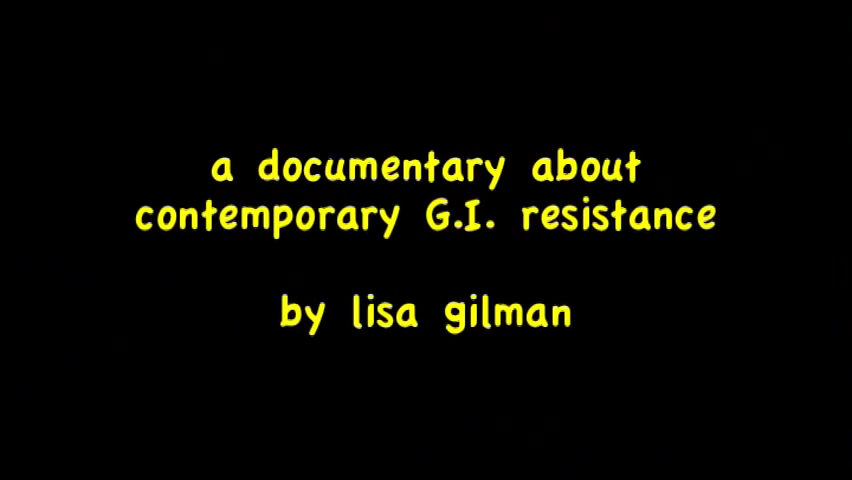 a documentary about
contemporary G.I. resistance
by lisa gilman